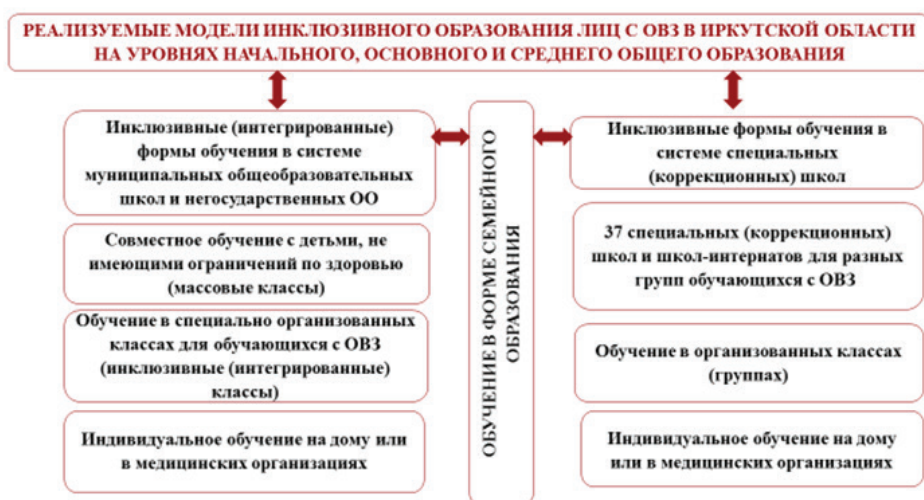 РЕАЛИЗУЕМЫЕ МОДЕЛИ ИНКЛЮЗИВНОГО ОБРАЗОВАНИЯ ЛИЦ С ОВЗ В ИРКУТСКОЙ ОБЛАСТИ
НА УРОВНЯХ НАЧАЛЬНОГО, ОСНОВНОГО И СРЕДНЕГО ОБЩЕГО ОБРАЗОВАНИЯ
Инклюзивные (интегрированные)
формы обучения в системе
муниципальных общеобразовательных
школ и негосударственных ОО
Совместное обучение с детьми, не
имеющими ограничений по здоровью
(массовые классы)
Обучение в специально организованных
классах для обучающихся с ОВЗ
(инклюзивные (интегрированные)
классы)
Индивидуальное обучение на дому или
в медицинских организациях
ОБУЧЕНИЕ В ФОРМЕ СЕМЕЙНОГО
ОБРАЗОВАНИЯ
Инклюзивные формы обучения в
системе специальных
(коррекционных) школ
37 специальных (коррекционных)
школ и школ-интернатов для разных
групп обучающихся с ОВЗ
Обучение в организованных классах
(группах)
Индивидуальное обучение на дому
или в медицинских организациях